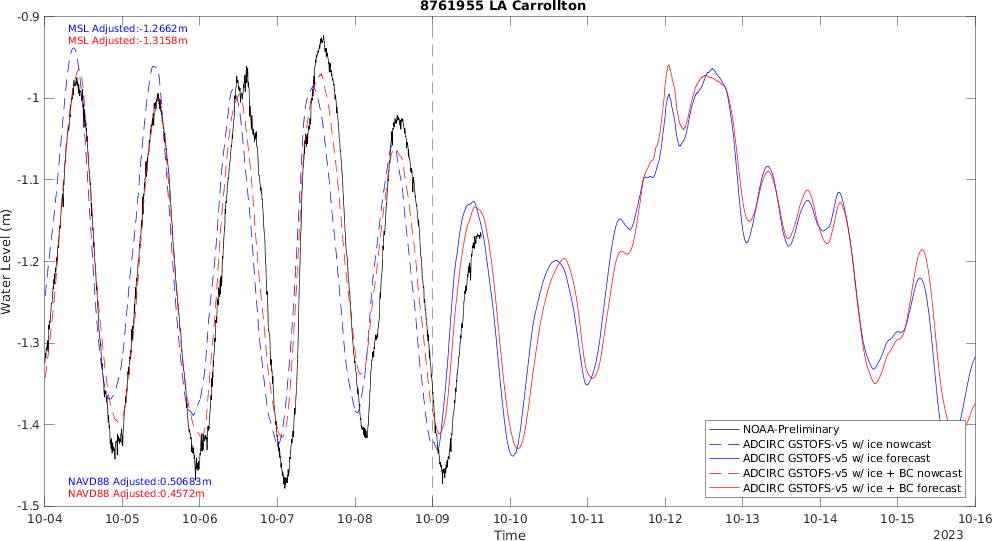 8761955 LA Carrollton
MSL Adjusted:-1.2662m
MSL Adjusted:-1.3158m
-0.9
-1
-1.1
-1.2
-1.3
-1.4
-1.5
Water Level (m)
NAVD88 Adjusted:0.50683m
NAVD88 Adjusted:0.4572m
NOAA-Preliminary
ADCIRC GSTOFS-v5 w/ ice nowcast
ADCIRC GSTOFS-v5 w/ ice forecast
ADCIRC GSTOFS-v5 w/ ice + BC nowcast
ADCIRC GSTOFS-v5 w/ ice + BC forecast
10-04 10-05 10-06 10-07 10-08 10-09 10-10 10-11 10-12 10-13 10-14 10-15 10-16
Time
2023